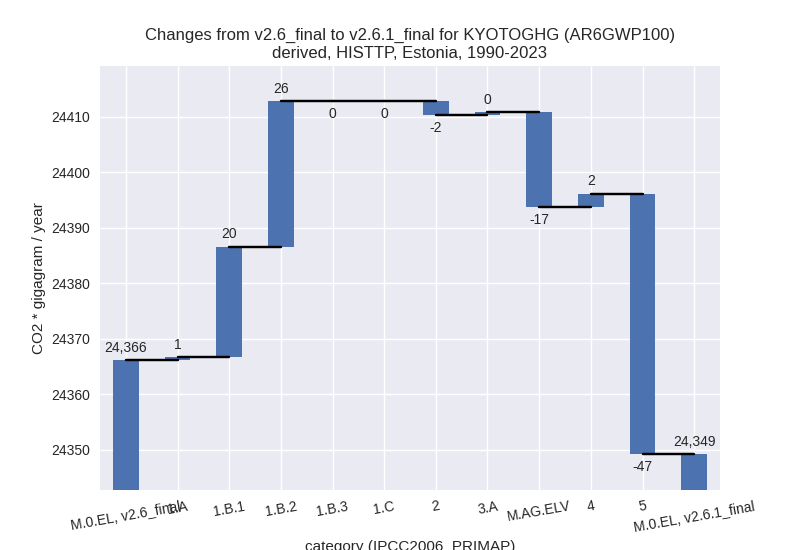 Changes from v2.6_final to v2.6.1_final for KYOTOGHG (AR6GWP100)
derived, HISTTP, Estonia, 1990-2023
CO2 * gigagram / year
24410
24400
24390
24380
24370
24360
24350
24,366
1
20
26
0
0
-2
0
-17
2
-47
24,349
M.0.EL, v2.6_final
1.A
1.B.1
1.B.2
1.B.3
1.C
2
3.A
M.AG.ELV
4
5
M.0.EL, v2.6.1_final
category (IPCC2006_PRIMAP)